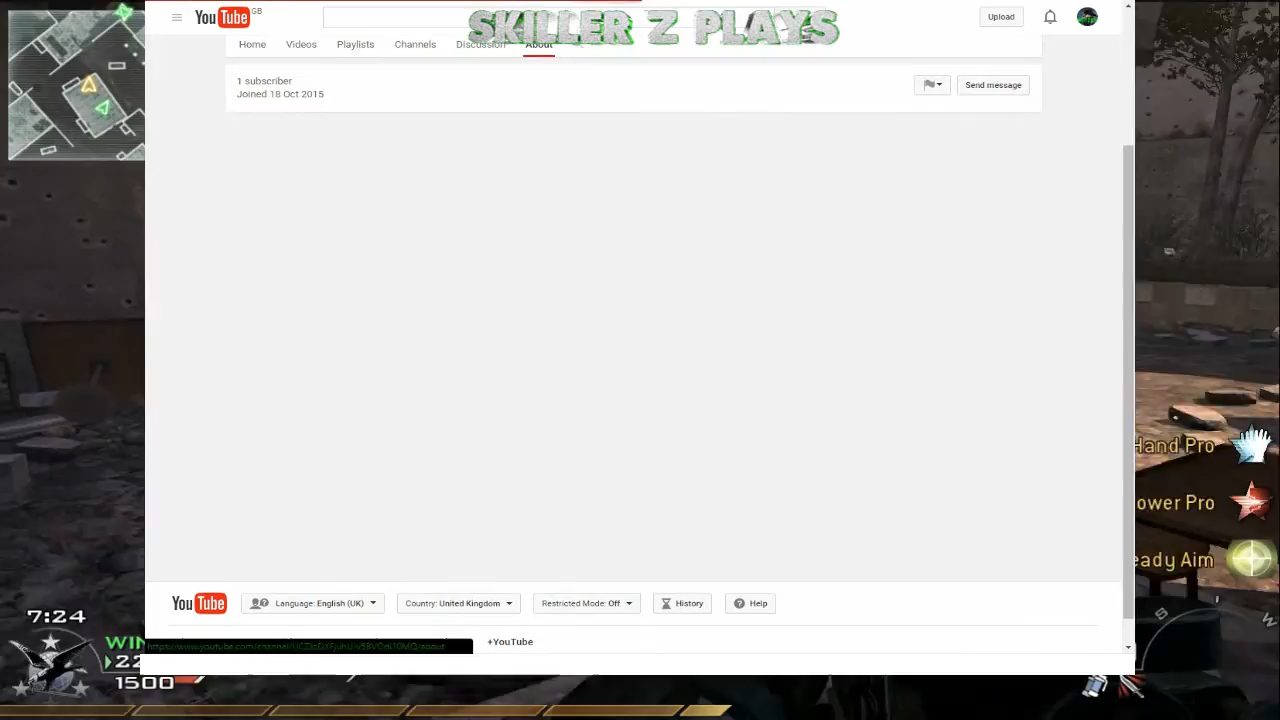 YouTube GB
SKILLER Z PLAYS
Upload
Home Videos Playlists Channels Discussion About
1 subscriber
Joined 18 Oct 2015
Send message
Hand Pro
ower Pro
eady Aim
YouTube Language: English (UK) Country: United Kingdom Restricted Mode: Off History Help
+YouTube
7:24
WIN
22
1500
S
W